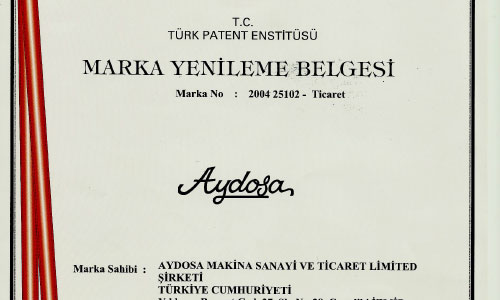 T.C.
TÜRK PATENT ENSTİTÜSÜ
MARKA YENİLEME BELGESİ
Marka No : 2004 25102 - Ticaret
Aydosa
Marka Sahibi : AYDOSA MAKİNA SANAYİ VE TİCARET LİMİTED
ŞİRKETİ
TÜRKİYE CUMHURİYETİ